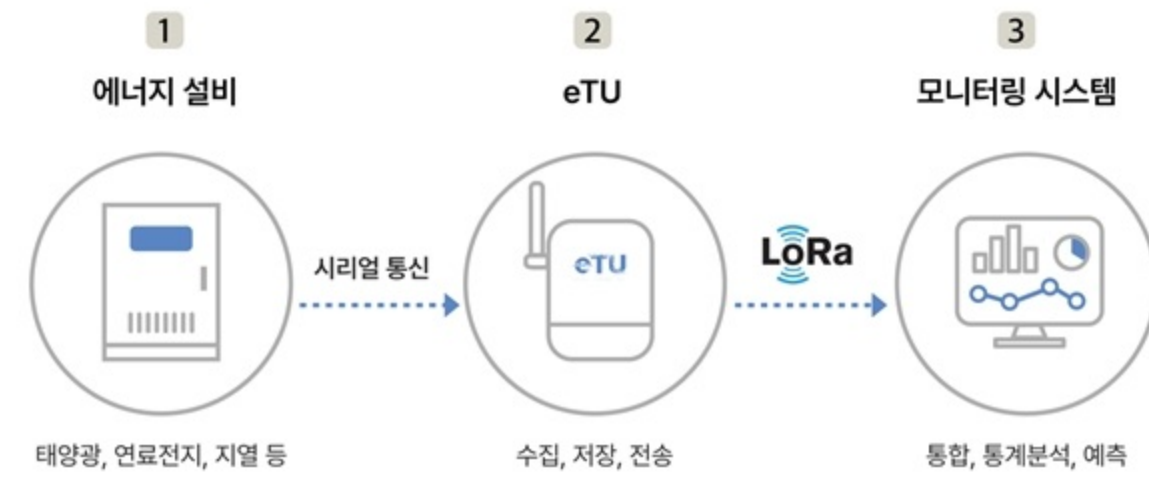 1
2
3
에너지 설비
eTU
모니터링 시스템
시리얼 통신
eTU
LoRa
태양광, 연료전지, 지열 등
수집, 저장, 전송
통합, 통계분석, 예측